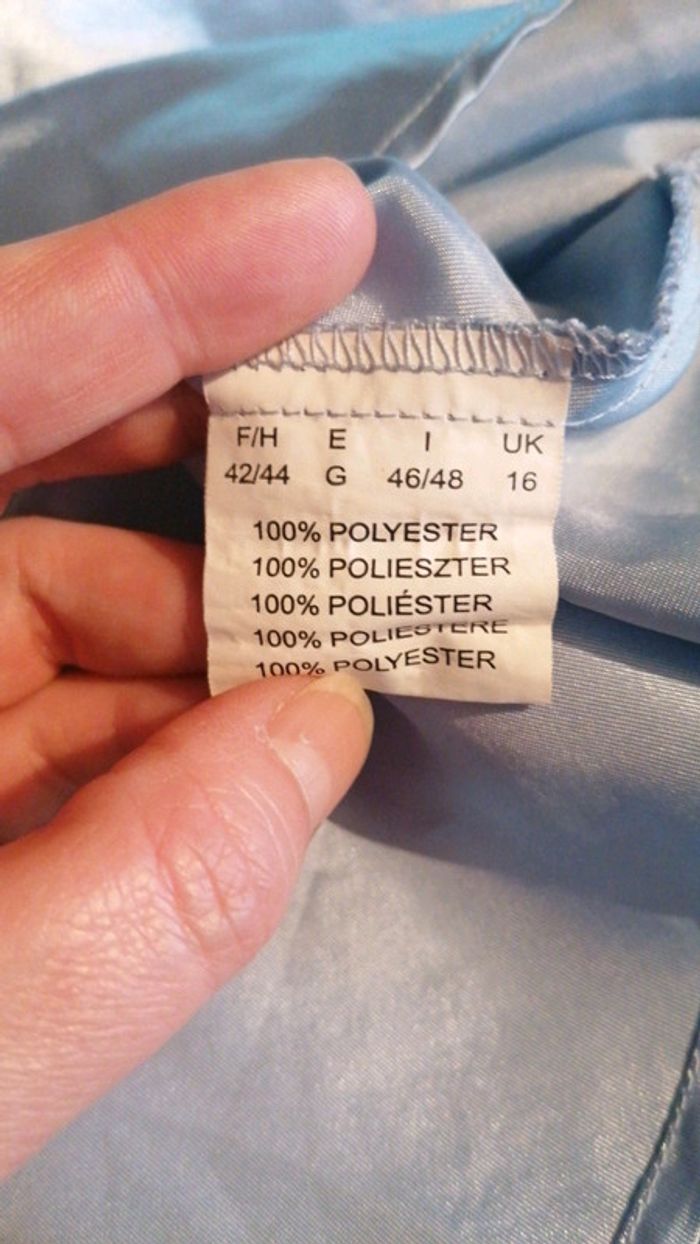 F/H E I UK
42/44 G 46/48 16
100% POLYESTER
100% POLIESZTER
100% POLIÉSTER
100% POLIESTERE
100% POLYESTER